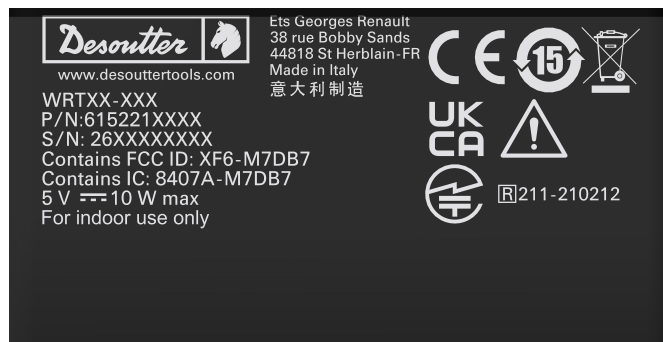 Desoutter
www.desouttertools.com
WRTXX-XXX
P/N:615221XXXX
S/N: 26XXXXXXXX
Contains FCC ID: XF6-M7DB7
Contains IC: 8407A-M7DB7
5 V ⎓ 10 W max
For indoor use only
Ets Georges Renault
38 rue Bobby Sands
44818 St Herblain-FR
Made in Italy
意大利制造
CE
15
UK
CA
R 211-210212